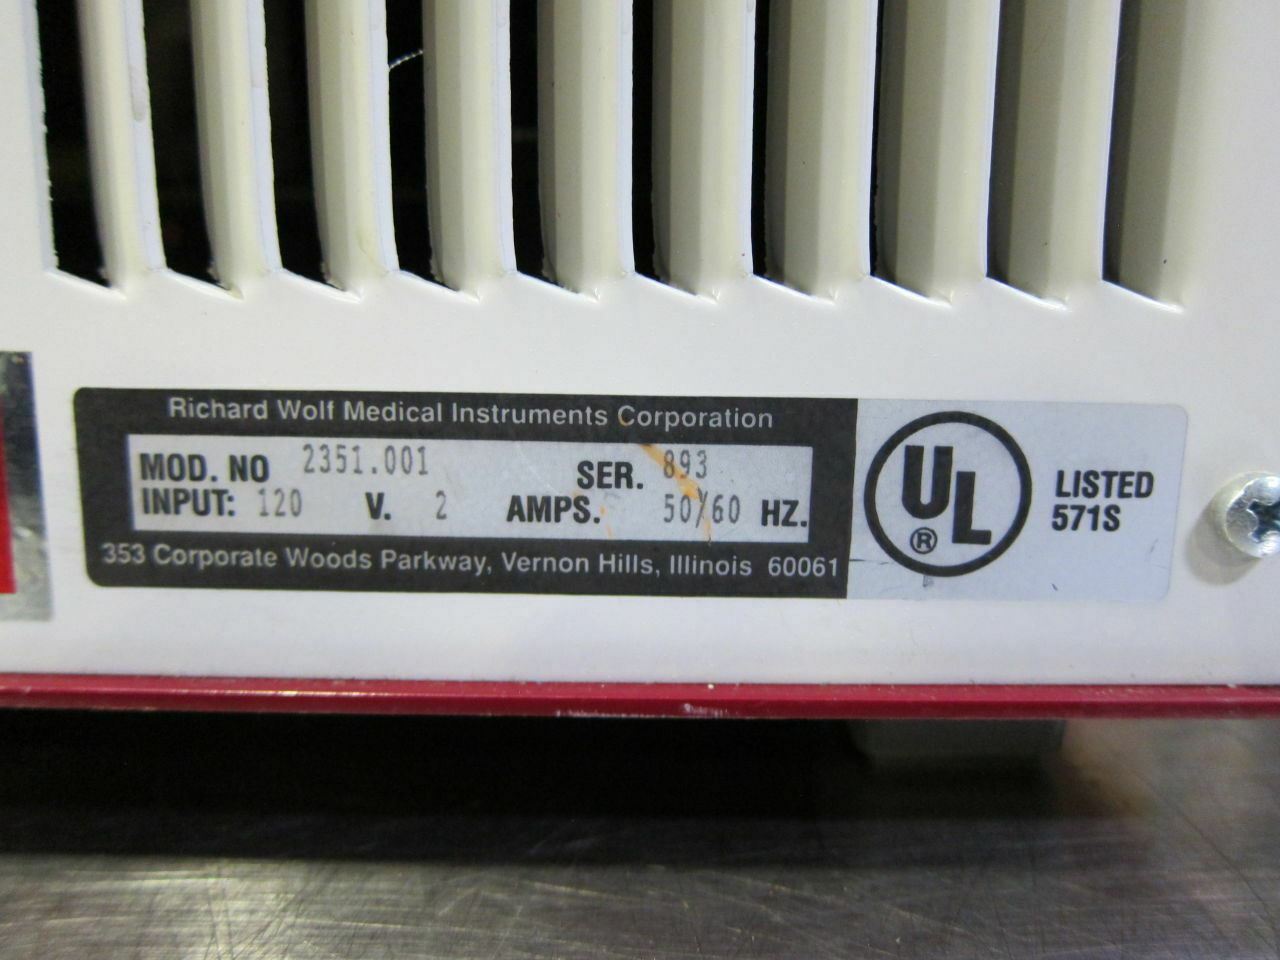 Richard Wolf Medical Instruments Corporation
MOD. NO 2351.001 SER. 893
INPUT: 120 V. 2 AMPS. 50/60 HZ.
353 Corporate Woods Parkway, Vernon Hills, Illinois 60061
UL ®
LISTED
571S